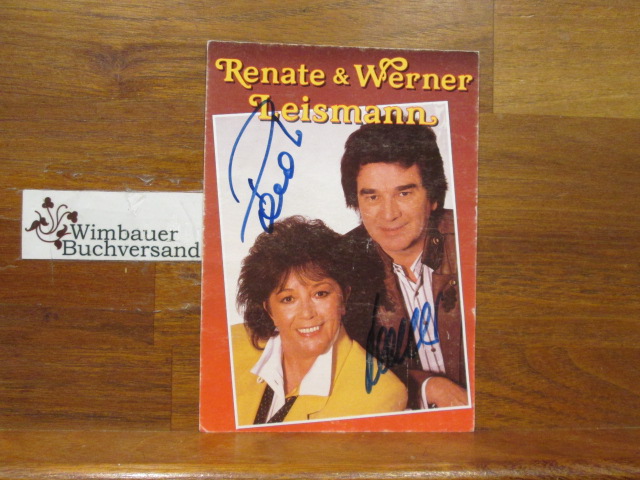 Renate & Werner
Leismann
Wimbauer
Buchversand